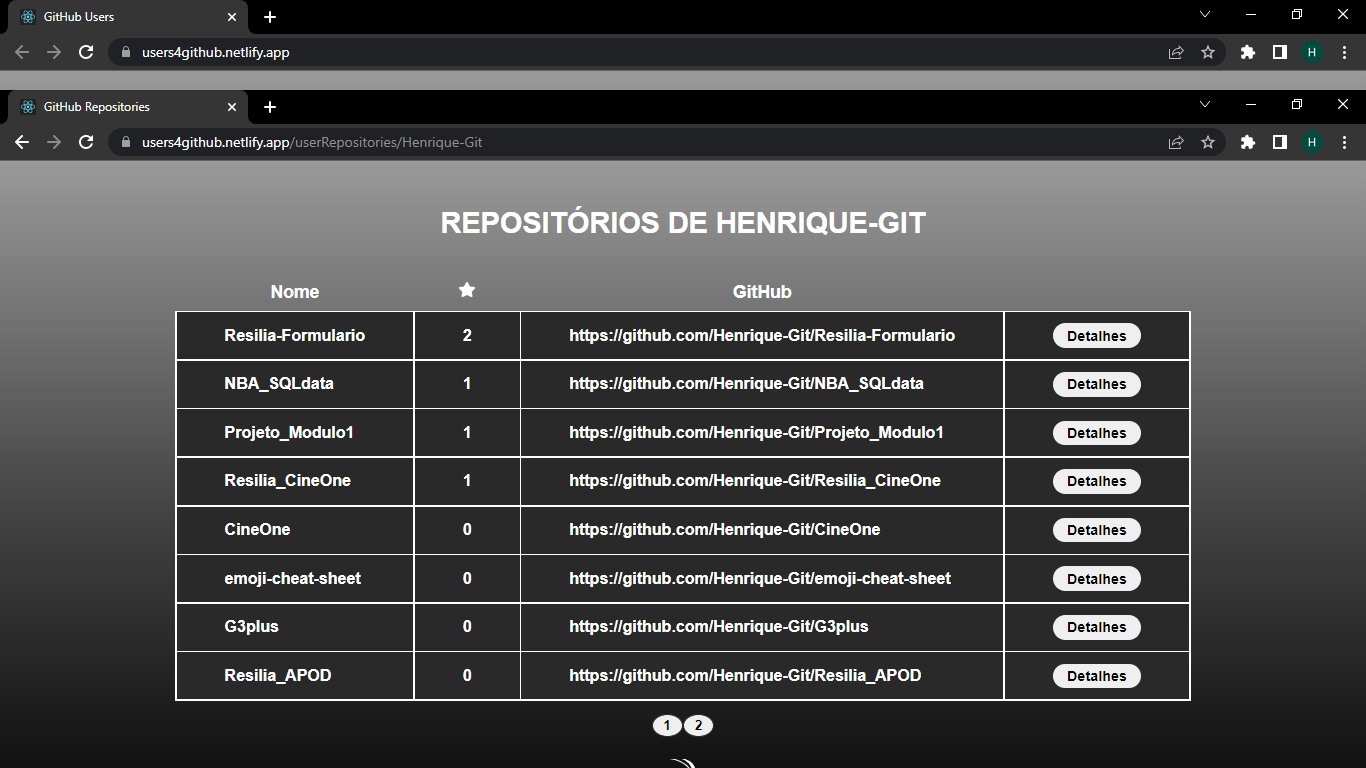 GitHub Users
users4github.netlify.app
H
GitHub Repositories
users4github.netlify.app/userRepositories/Henrique-Git
H
REPOSITÓRIOS DE HENRIQUE-GIT
Nome GitHub
Resilia-Formulario 2 https://github.com/Henrique-Git/Resilia-Formulario Detalhes
NBA_SQLdata 1 https://github.com/Henrique-Git/NBA_SQLdata Detalhes
Projeto_Modulo1 1 https://github.com/Henrique-Git/Projeto_Modulo1 Detalhes
Resilia_CineOne 1 https://github.com/Henrique-Git/Resilia_CineOne Detalhes
CineOne 0 https://github.com/Henrique-Git/CineOne Detalhes
emoji-cheat-sheet 0 https://github.com/Henrique-Git/emoji-cheat-sheet Detalhes
G3plus 0 https://github.com/Henrique-Git/G3plus Detalhes
Resilia_APOD 0 https://github.com/Henrique-Git/Resilia_APOD Detalhes
1 2